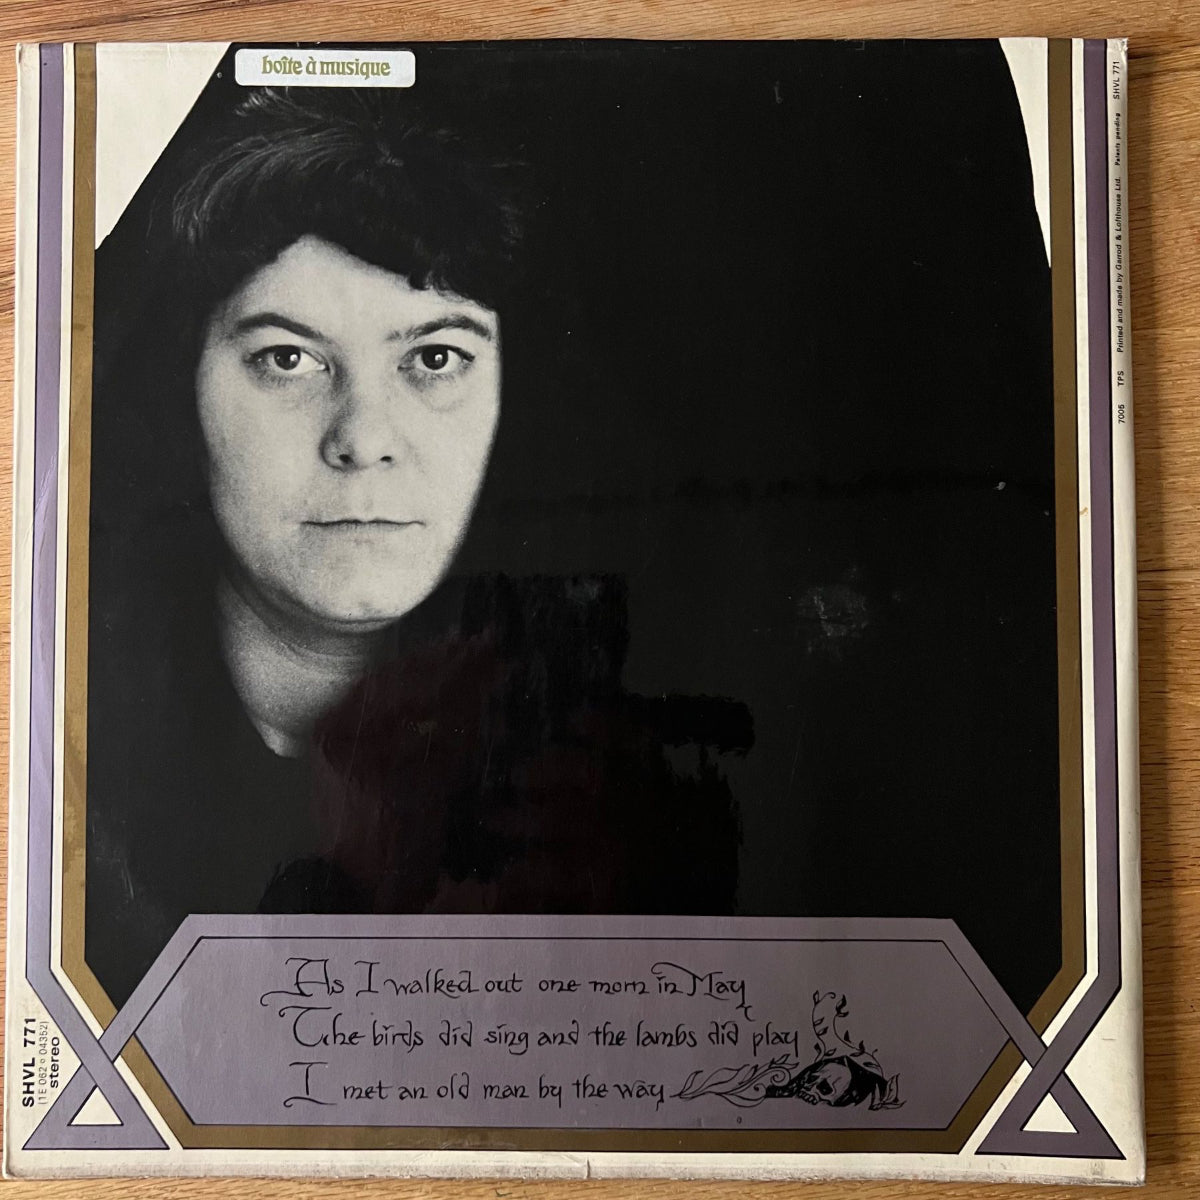 boîte à musique
SHVL 771
Printed and made by Garrod & Lofthouse Ltd. Patents pending
7005 TPS
As I walked out one morn in May
The birds did sing and the lambs did play
I met an old man by the way
SHVL 771
(1E 062 o 04352)
stereo